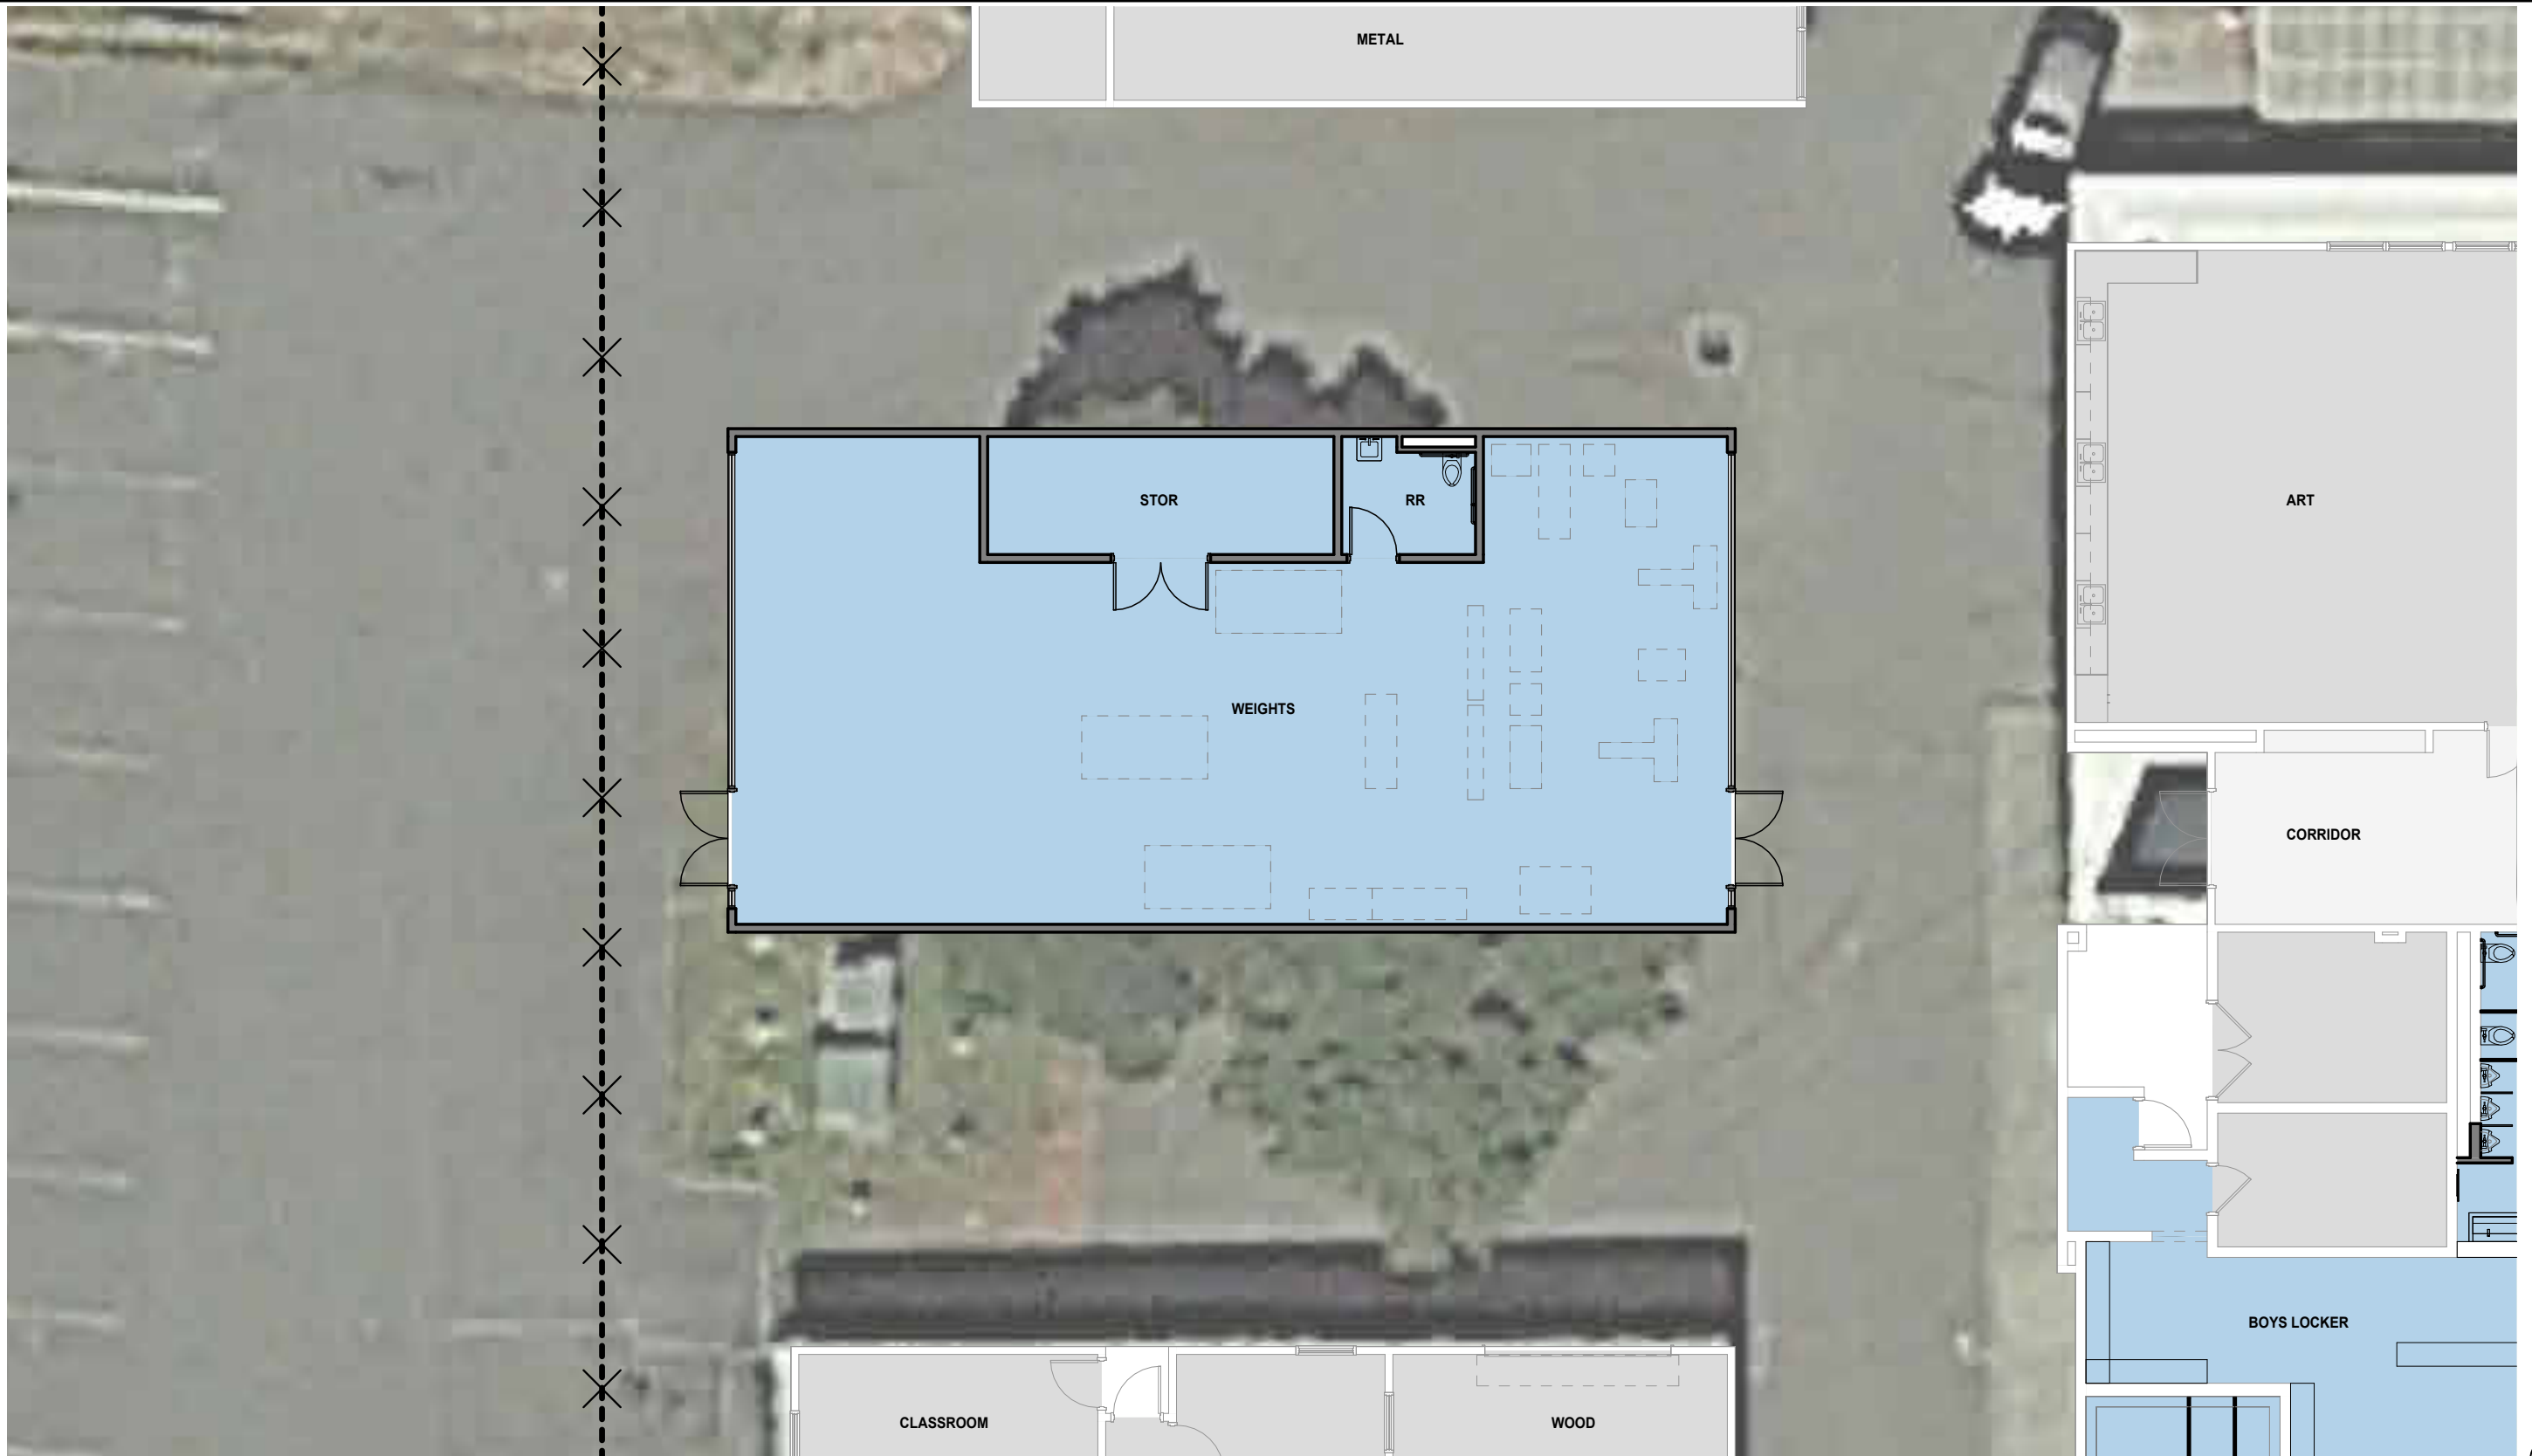 METAL
STOR
RR
ART
WEIGHTS
CORRIDOR
BOYS LOCKER
CLASSROOM
WOOD